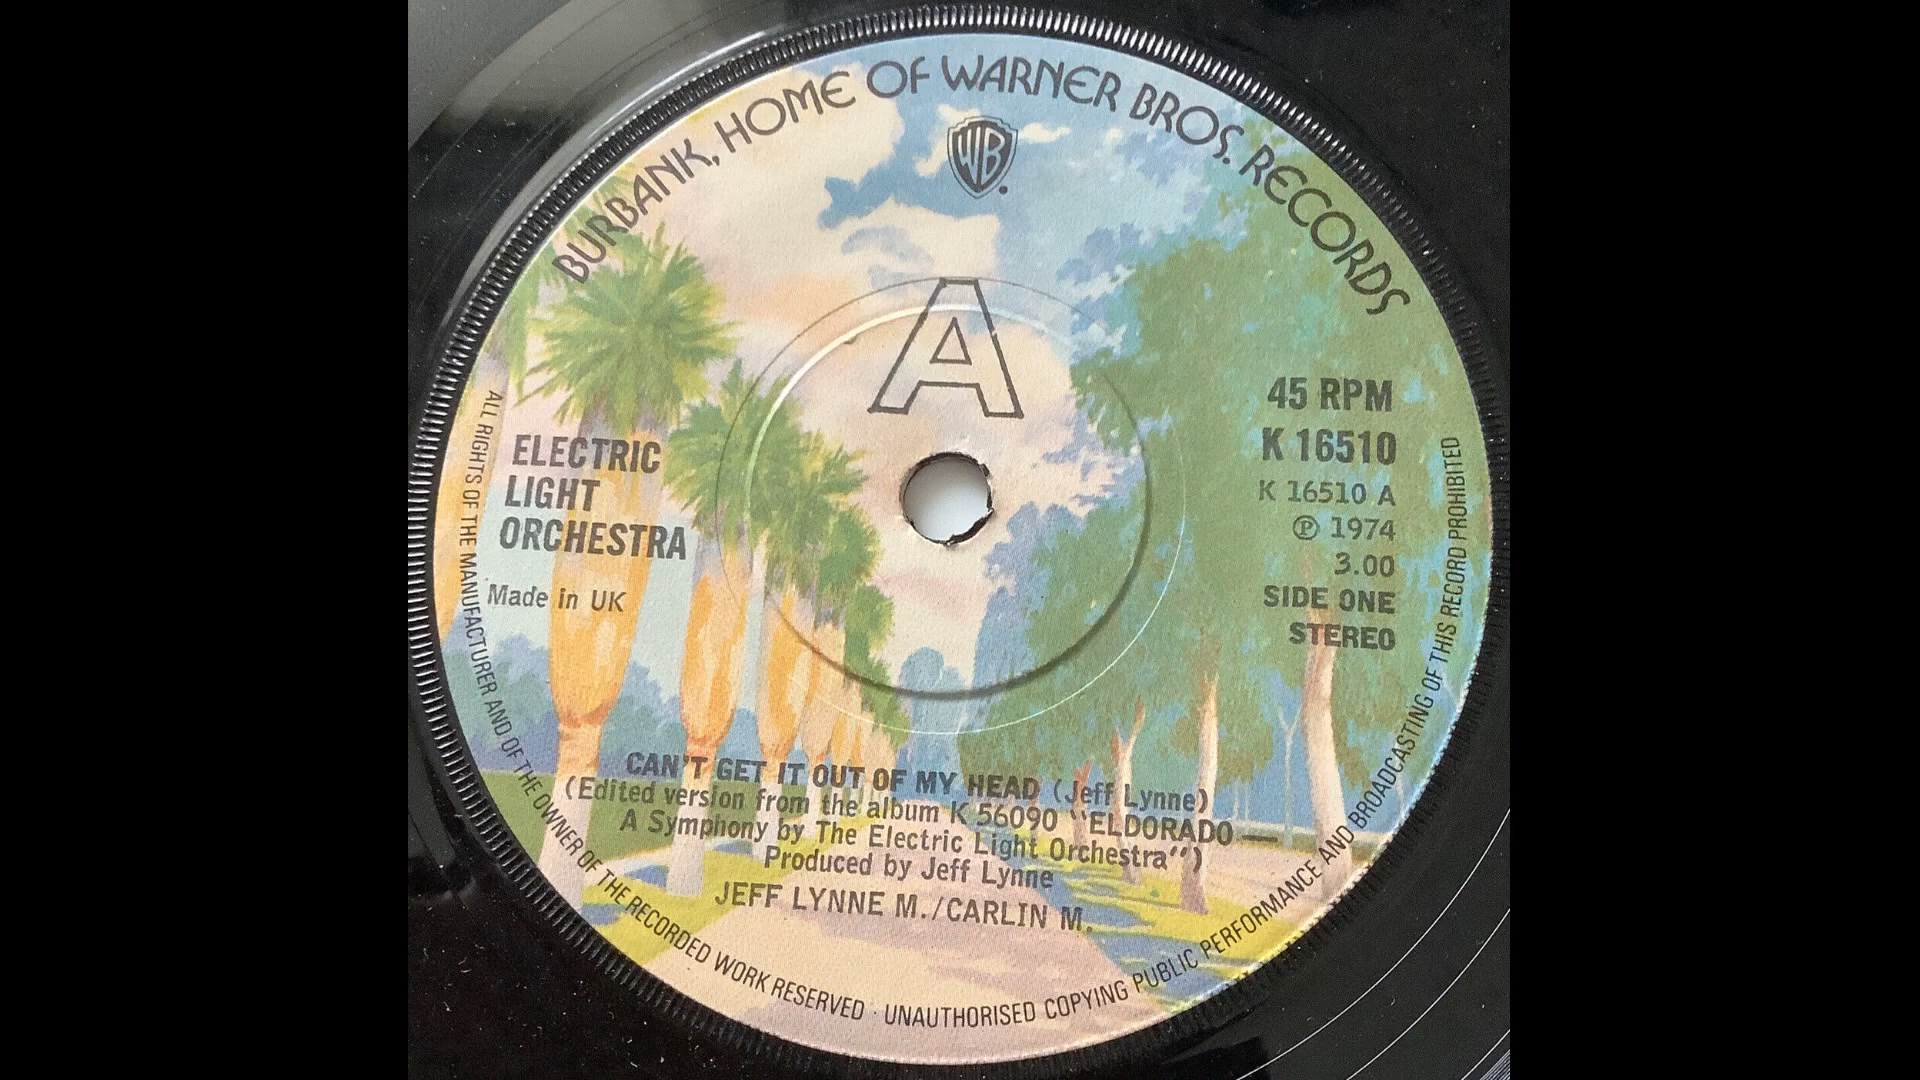 BURBANK, HOME OF WARNER BROS. RECORDS
WB
A
ELECTRIC
LIGHT
ORCHESTRA
Made in UK
45 RPM
K 16510
K 16510 A
℗ 1974
3.00
SIDE ONE
STEREO
CAN'T GET IT OUT OF MY HEAD (Jeff Lynne)
(Edited version from the album K 56090 "ELDORADO —
A Symphony by The Electric Light Orchestra")
Produced by Jeff Lynne
JEFF LYNNE M./CARLIN M.
ALL RIGHTS OF THE MANUFACTURER AND OF THE OWNER OF THE RECORDED WORK RESERVED · UNAUTHORISED COPYING PUBLIC PERFORMANCE AND BROADCASTING OF THIS RECORD PROHIBITED